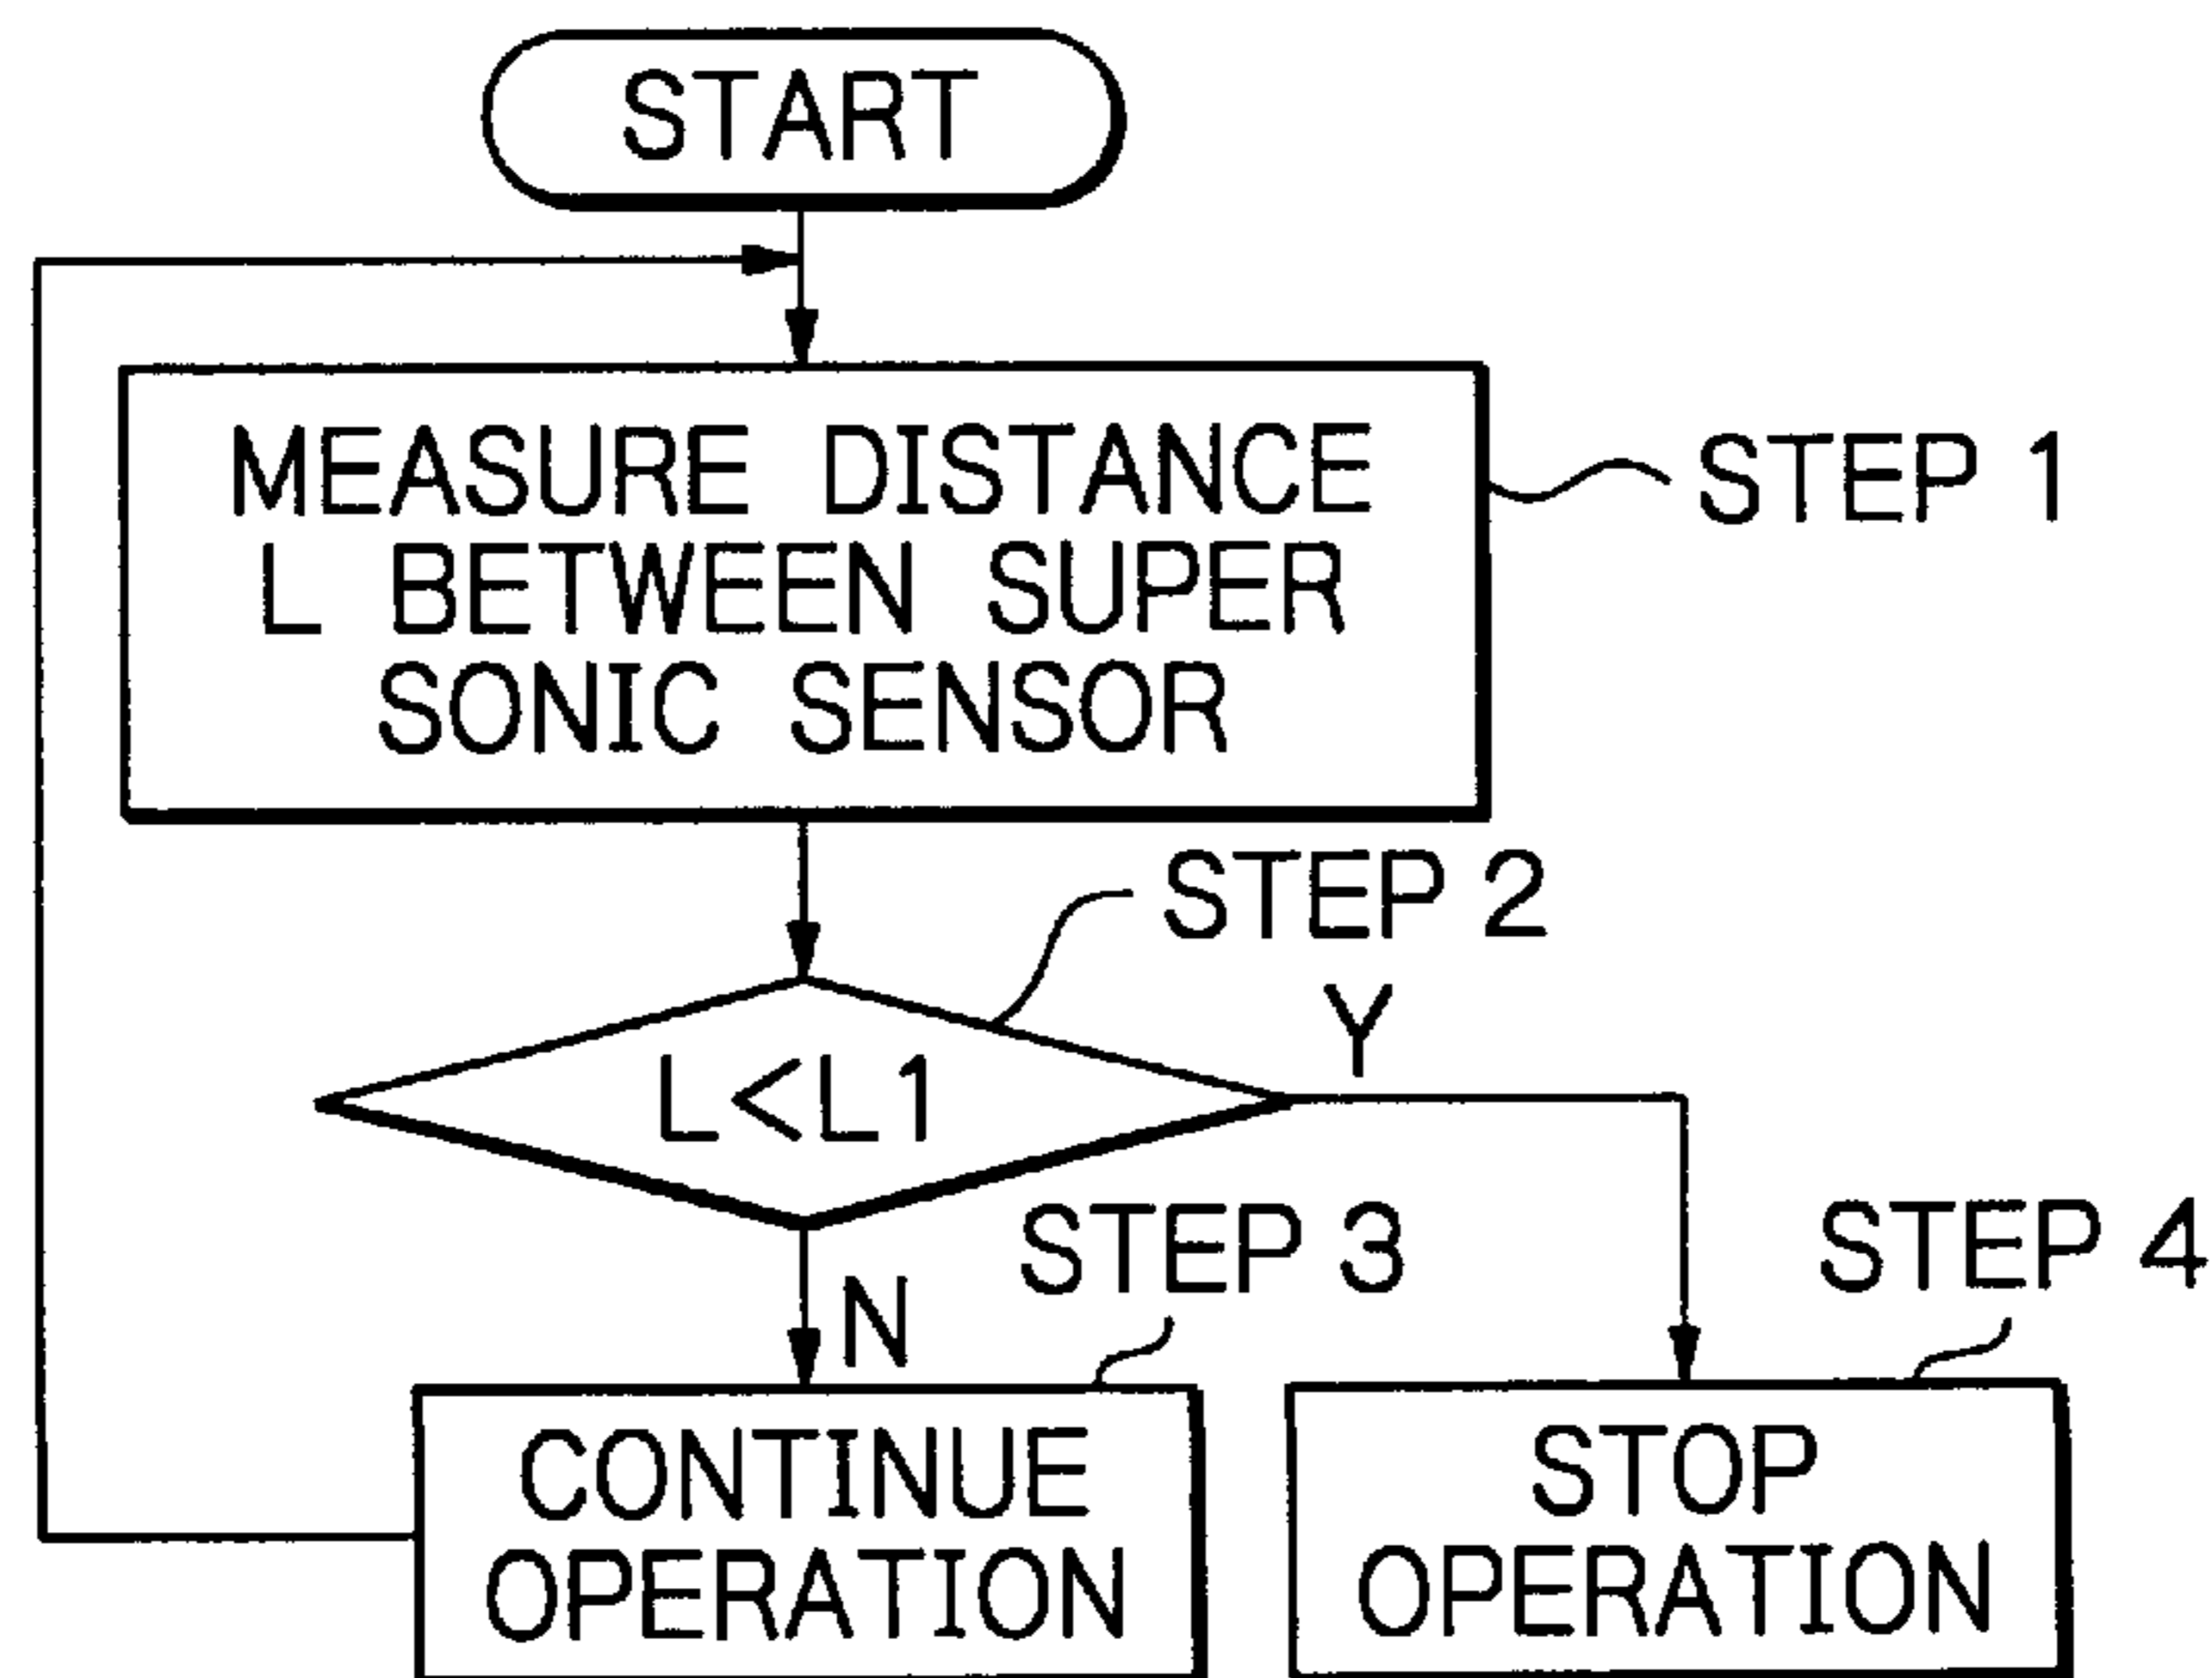 START
MEASURE DISTANCE
L BETWEEN SUPER
SONIC SENSOR
STEP 1
STEP 2
Y
L<L1
N
STEP 3
STEP 4
CONTINUE
OPERATION
STOP
OPERATION